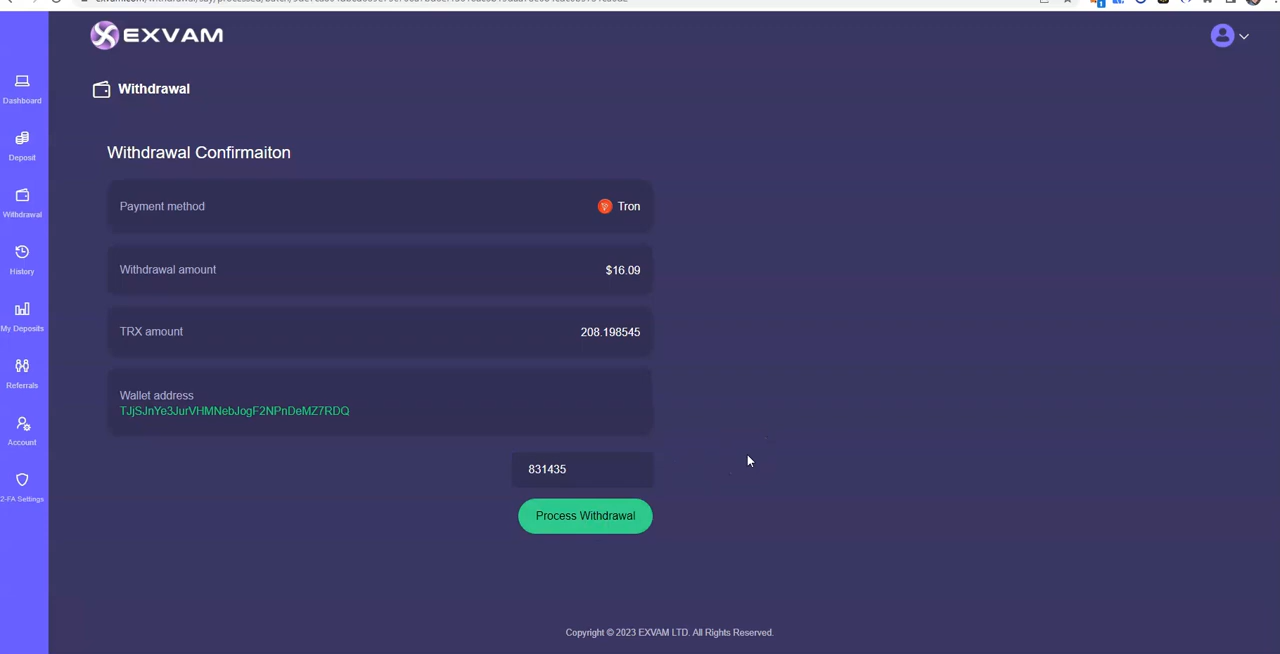 EXVAM
Withdrawal
Dashboard
Deposit
Withdrawal
History
My Deposits
Referrals
Account
2-FA Settings
Withdrawal Confirmaiton
Payment method Tron
Withdrawal amount $16.09
TRX amount 208.198545
Wallet address
TJjSJnYe3JurVHMNebJogF2NPnDeMZ7RDQ
831435
Process Withdrawal
Copyright © 2023 EXVAM LTD. All Rights Reserved.